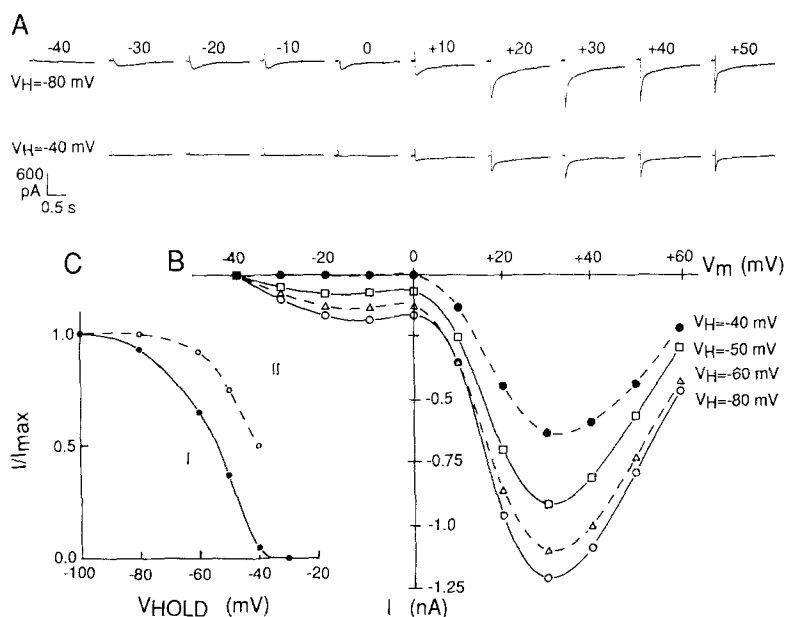 A
-40 -30 -20 -10 0 +10 +20 +30 +40 +50
VH=-80 mV
VH=-40 mV
600
pA
0.5 s
C B
-40 -20 0 +20 +40 +60 Vm (mV)
VH=-40 mV
VH=-50 mV
VH=-60 mV
VH=-80 mV
1.0
II
-0.5
I/Imax
0.5
I
-0.75
-1.0
0.0
-1.25
-100 -80 -60 -40 -20
VHOLD (mV)
I (nA)